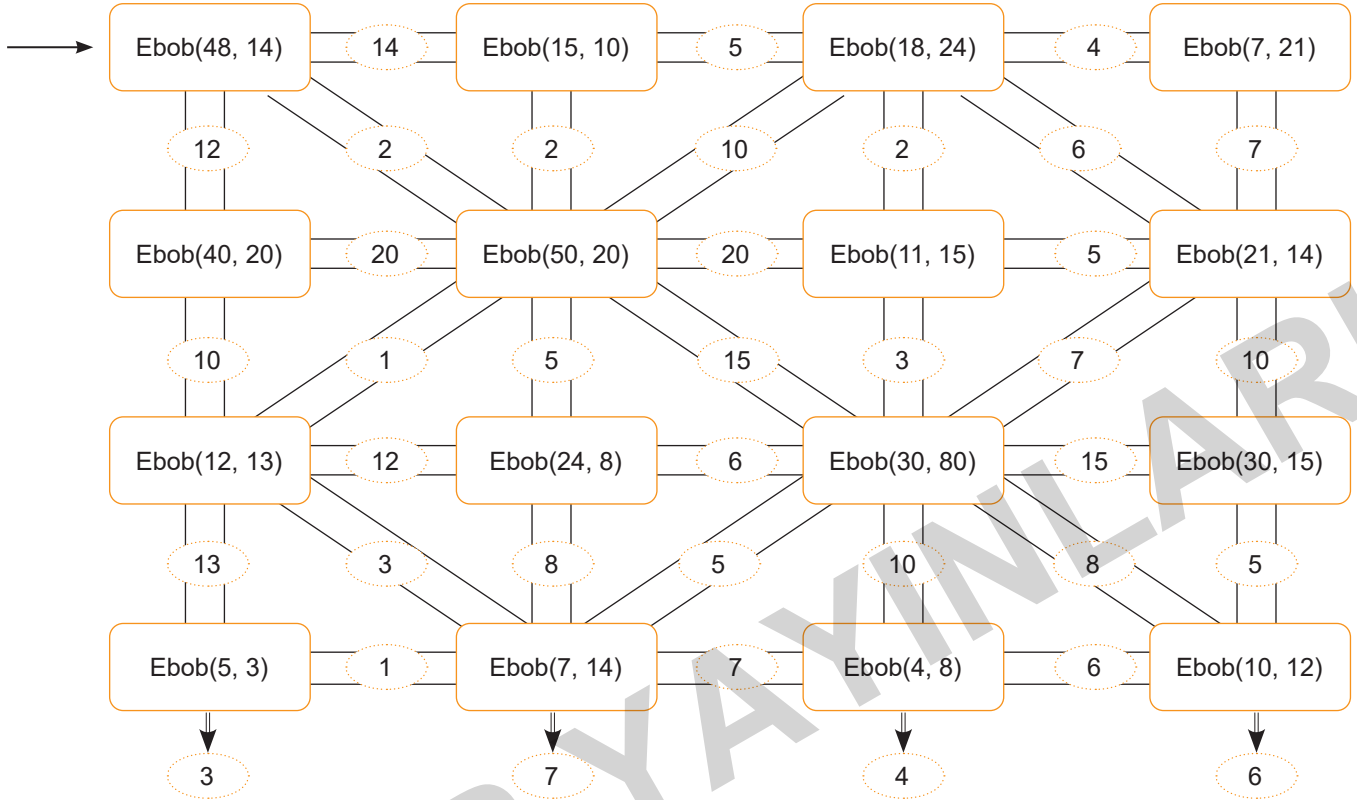 Ebob(48, 14) 14 Ebob(15, 10) 5 Ebob(18, 24) 4 Ebob(7, 21)
12 2 2 10 2 6 7
Ebob(40, 20) 20 Ebob(50, 20) 20 Ebob(11, 15) 5 Ebob(21, 14)
10 1 5 15 3 7 10
Ebob(12, 13) 12 Ebob(24, 8) 6 Ebob(30, 80) 15 Ebob(30, 15)
13 3 8 5 10 8 5
Ebob(5, 3) 1 Ebob(7, 14) 7 Ebob(4, 8) 6 Ebob(10, 12)
3 7 4 6